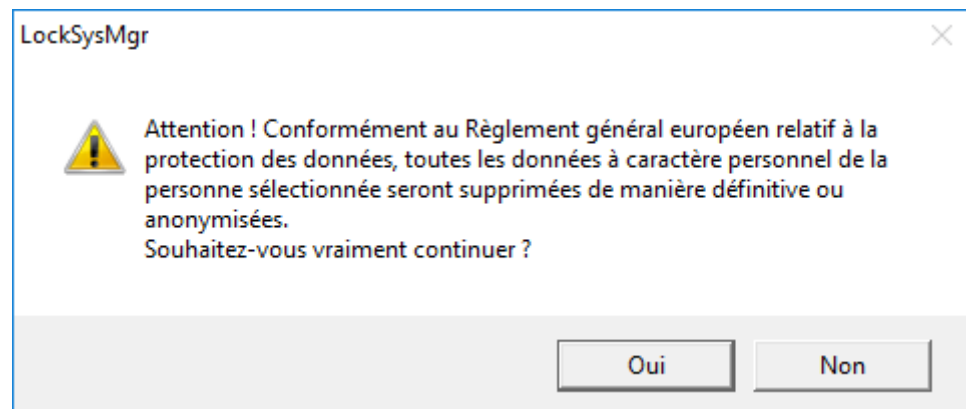 LockSysMgr
Attention ! Conformément au Règlement général européen relatif à la
protection des données, toutes les données à caractère personnel de la
personne sélectionnée seront supprimées de manière définitive ou
anonymisées.
Souhaitez-vous vraiment continuer ?
Oui
Non